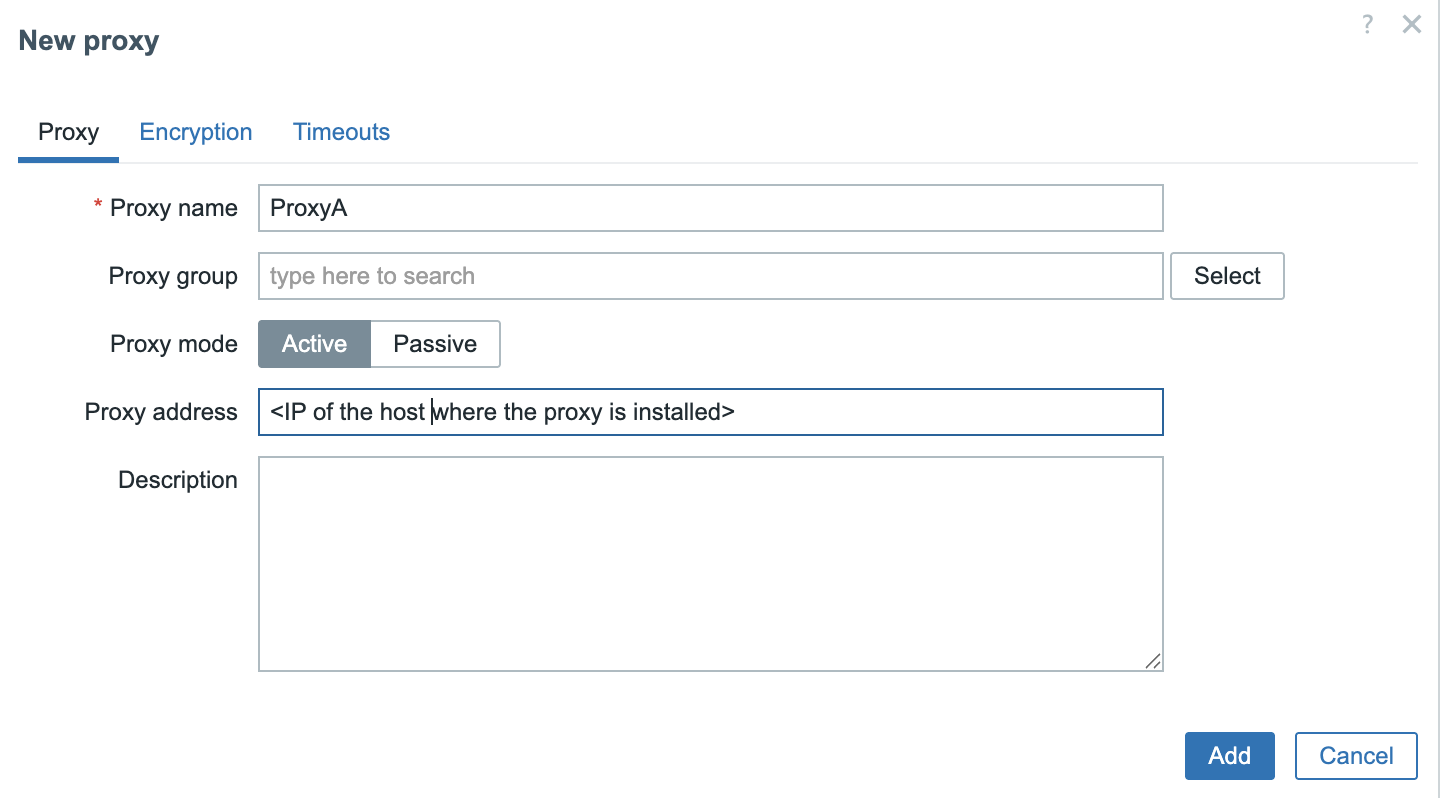 New proxy
? ×
Proxy Encryption Timeouts
* Proxy name ProxyA
Proxy group type here to search Select
Proxy mode Active Passive
Proxy address <IP of the host where the proxy is installed>
Description
Add Cancel